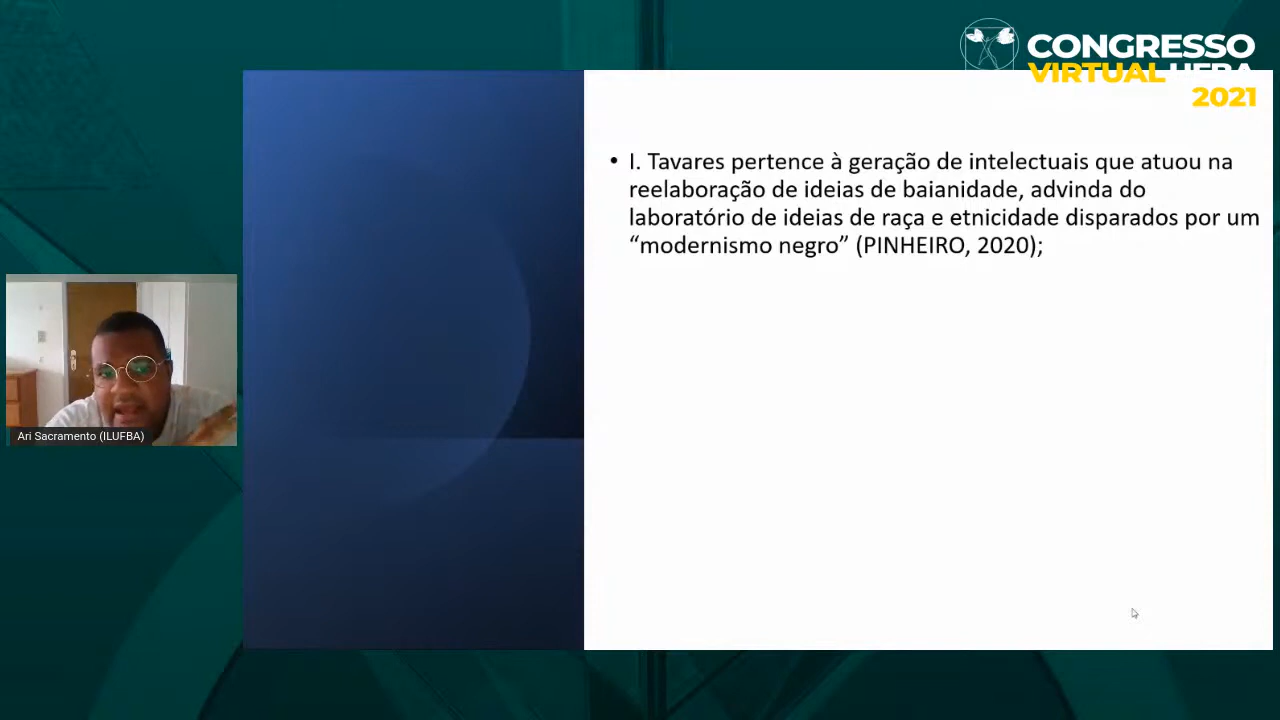 CONGRESSO
VIRTUAL UFBA
2021
• I. Tavares pertence à geração de intelectuais que atuou na
reelaboração de ideias de baianidade, advinda do
laboratório de ideias de raça e etnicidade disparados por um
“modernismo negro” (PINHEIRO, 2020);
Ari Sacramento (ILUFBA)